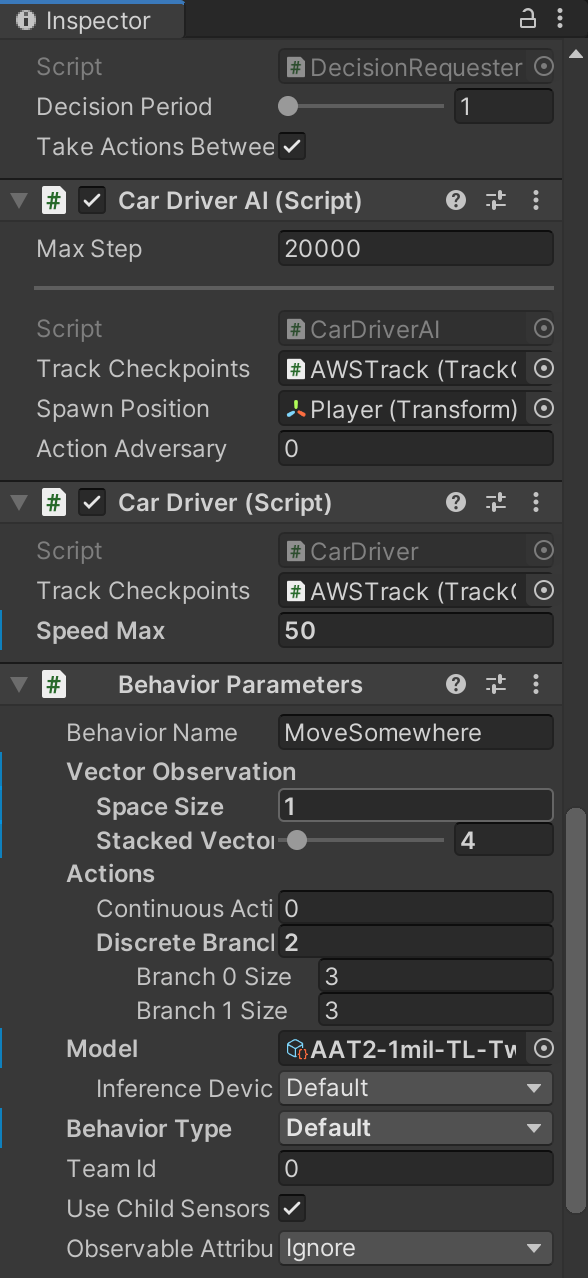 Inspector
Script # DecisionRequester
Decision Period 1
Take Actions Betwee
# Car Driver AI (Script)
Max Step 20000
Script # CarDriverAI
Track Checkpoints # AWSTrack (Track
Spawn Position Player (Transform)
Action Adversary 0
# Car Driver (Script)
Script # CarDriver
Track Checkpoints # AWSTrack (Track
Speed Max 50
# Behavior Parameters
Behavior Name MoveSomewhere
Vector Observation
Space Size 1
Stacked Vector 4
Actions
Continuous Acti 0
Discrete Branch 2
Branch 0 Size 3
Branch 1 Size 3
Model AAT2-1mil-TL-Tw
Inference Devic Default
Behavior Type Default
Team Id 0
Use Child Sensors
Observable Attribu Ignore